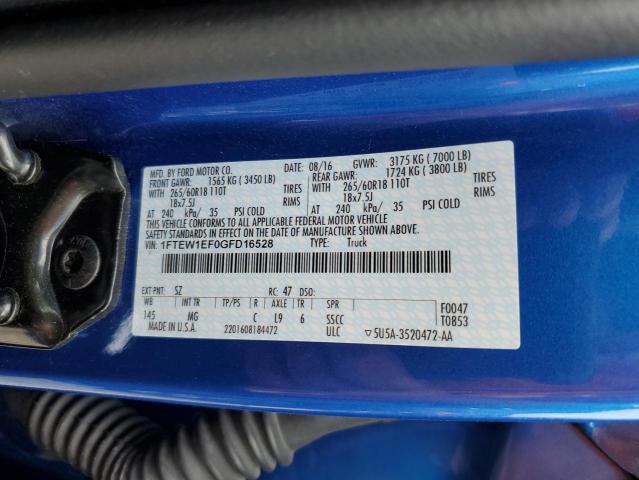 MFD. BY FORD MOTOR CO. 08/16 GVWR: 3175 KG ( 7000 LB)
FRONT GAWR: 1565 KG ( 3450 LB) REAR GAWR: 1724 KG ( 3800 LB)
WITH TIRES WITH TIRES
265/60R18 110T 265/60R18 110T
18x7.5J RIMS 18x7.5J RIMS
AT 240 kPa/ 35 PSI COLD AT 240 kPa/ 35 PSI COLD
THIS VEHICLE CONFORMS TO ALL APPLICABLE FEDERAL MOTOR VEHICLE
SAFETY STANDARDS IN EFFECT ON THE DATE OF MANUFACTURE SHOWN ABOVE.
VIN: 1FTEW1EF0GFD16528 TYPE: Truck
EXT PNT: SZ RC: 47 DSO:
WB INT TR TP/PS R AXLE TR SPR F0047
145 MG C L9 6 SSCC T0853
MADE IN U.S.A. 2201608184472 ULC 5U5A-3520472-AA